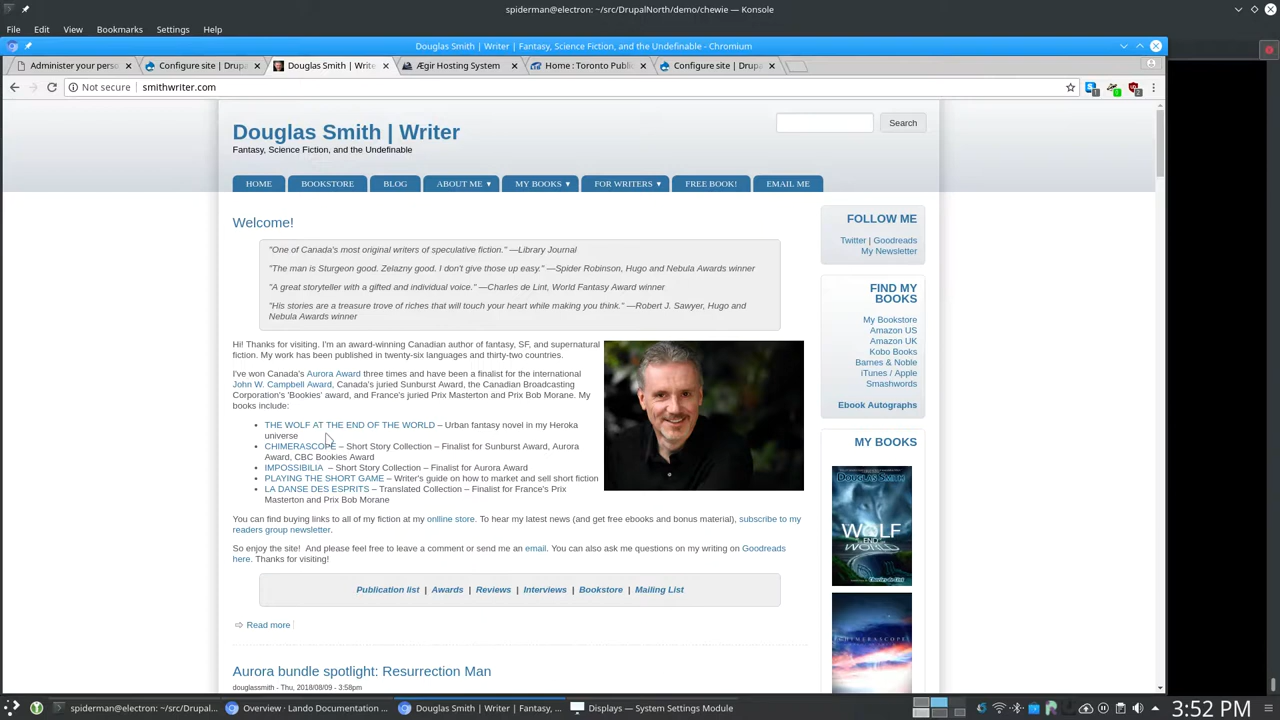 spiderman@electron: ~/src/DrupalNorth/demo/chewie — Konsole
File Edit View Bookmarks Settings Help
Douglas Smith | Writer | Fantasy, Science Fiction, and the Undefinable - Chromium
Administer your perso
Configure site | Drupa
Douglas Smith | Write
Ægir Hosting System
Home : Toronto Public
Configure site | Drupa
Not secure smithwriter.com
Douglas Smith | Writer
Fantasy, Science Fiction, and the Undefinable
Search
HOME BOOKSTORE BLOG ABOUT ME ▾ MY BOOKS ▾ FOR WRITERS ▾ FREE BOOK! EMAIL ME
Welcome!
"One of Canada's most original writers of speculative fiction." —Library Journal
"The man is Sturgeon good. Zelazny good. I don't give those up easy." —Spider Robinson, Hugo and Nebula Awards winner
"A great storyteller with a gifted and individual voice." —Charles de Lint, World Fantasy Award winner
"His stories are a treasure trove of riches that will touch your heart while making you think." —Robert J. Sawyer, Hugo and
Nebula Awards winner
Hi! Thanks for visiting. I'm an award-winning Canadian author of fantasy, SF, and supernatural
fiction. My work has been published in twenty-six languages and thirty-two countries.
I've won Canada's Aurora Award three times and have been a finalist for the international
John W. Campbell Award, Canada's juried Sunburst Award, the Canadian Broadcasting
Corporation's 'Bookies' award, and France's juried Prix Masterton and Prix Bob Morane. My
books include:
• THE WOLF AT THE END OF THE WORLD – Urban fantasy novel in my Heroka
universe
• CHIMERASCOPE – Short Story Collection – Finalist for Sunburst Award, Aurora
Award, CBC Bookies Award
• IMPOSSIBILIA – Short Story Collection – Finalist for Aurora Award
• PLAYING THE SHORT GAME – Writer's guide on how to market and sell short fiction
• LA DANSE DES ESPRITS – Translated Collection – Finalist for France's Prix
Masterton and Prix Bob Morane
You can find buying links to all of my fiction at my onlline store. To hear my latest news (and get free ebooks and bonus material), subscribe to my
readers group newsletter.
So enjoy the site! And please feel free to leave a comment or send me an email. You can also ask me questions on my writing on Goodreads
here. Thanks for visiting!
Publication list | Awards | Reviews | Interviews | Bookstore | Mailing List
Read more
Aurora bundle spotlight: Resurrection Man
douglassmith - Thu, 2018/08/09 - 3:58pm
FOLLOW ME
Twitter | Goodreads
My Newsletter
FIND MY
BOOKS
My Bookstore
Amazon US
Amazon UK
Kobo Books
Barnes & Noble
iTunes / Apple
Smashwords
Ebook Autographs
MY BOOKS
DOUGLAS SMITH
WOLF
END OF THE
WORLD
CHIMERASCOPE
spiderman@electron: ~/src/Drupal...
Overview · Lando Documentation ...
Douglas Smith | Writer | Fantasy, ...
Displays — System Settings Module
3:52 PM